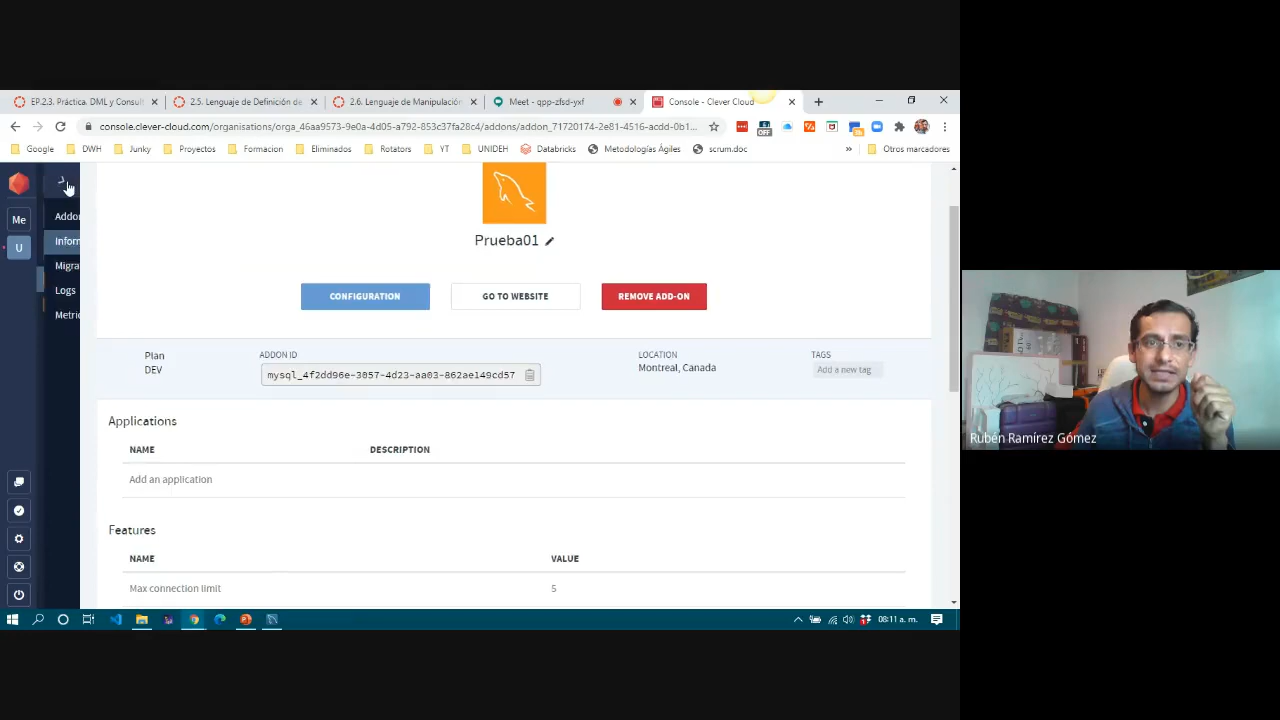 EP.2.3. Práctica. DML y Consult
2.5. Lenguaje de Definición de
2.6. Lenguaje de Manipulación
Meet - qpp-zfsd-yxf
Console - Clever Cloud
console.clever-cloud.com/organisations/orga_46aa9573-9e0a-4d05-a792-853c37fa28c4/addons/addon_71720174-2e81-4516-acdd-0b1...
OFF
Google
DWH
Junky
Proyectos
Formacion
Eliminados
Rotators
YT
UNIDEH
Databricks
Metodologías Ágiles
scrum.doc
»
Otros marcadores
Me
U
Addon
Inform
Migra
Logs
Metric
Prueba01
CONFIGURATION
GO TO WEBSITE
REMOVE ADD-ON
Plan
DEV
ADDON ID
mysql_4f2dd96e-3057-4d23-aa03-862ae149cd57
LOCATION
Montreal, Canada
TAGS
Add a new tag
Applications
NAME
DESCRIPTION
Add an application
Features
NAME
VALUE
Max connection limit
5
08:11 a. m.
Rubén Ramírez Gómez